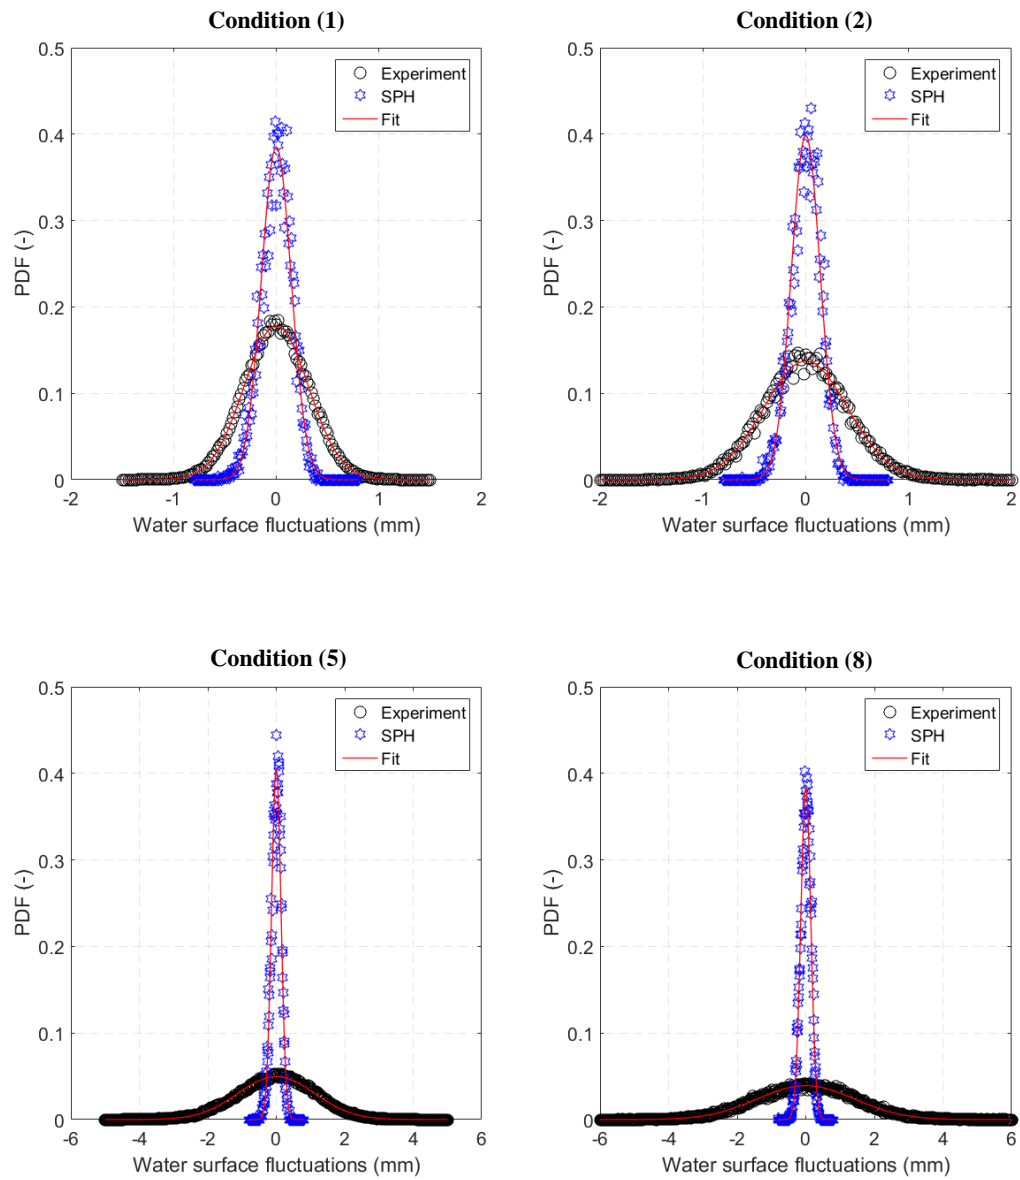 Condition (1)
0.5
0.4
0.3
0.2
0.1
0
PDF (-)
Experiment
SPH
Fit
-2
-1
0
1
2
Water surface fluctuations (mm)
Condition (2)
0.5
0.4
0.3
0.2
0.1
0
PDF (-)
Experiment
SPH
Fit
-2
-1
0
1
2
Water surface fluctuations (mm)
Condition (5)
0.5
0.4
0.3
0.2
0.1
0
PDF (-)
Experiment
SPH
Fit
-6
-4
-2
0
2
4
6
Water surface fluctuations (mm)
Condition (8)
0.5
0.4
0.3
0.2
0.1
0
PDF (-)
Experiment
SPH
Fit
-6
-4
-2
0
2
4
6
Water surface fluctuations (mm)